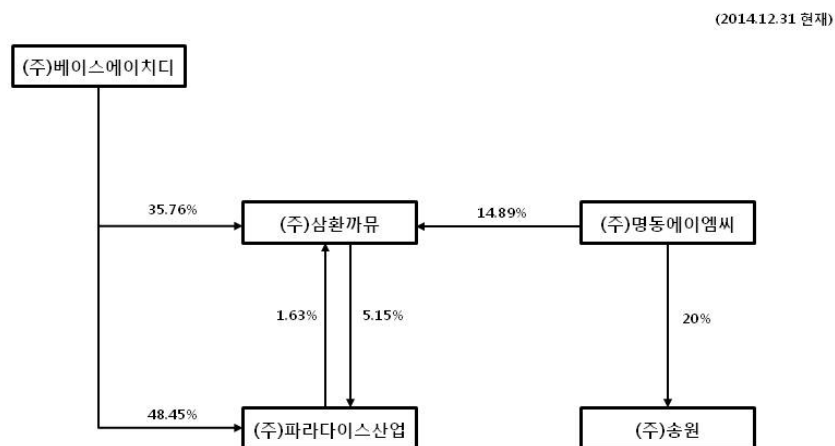 (2014.12.31 현재)
(주)베이스에이치디
35.76%
(주)삼환까뮤
14.89%
(주)명동에이엠씨
1.63%
5.15%
20%
48.45%
(주)파라다이스산업
(주)송원